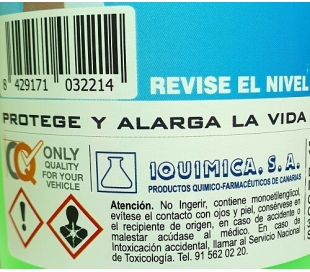 8 429171 032214
REVISE EL NIVEL
PROTEGE Y ALARGA LA VIDA
CQ ONLY
QUALITY
FOR YOUR
VEHICLE
IQUIMICA, S.A.
PRODUCTOS QUIMICO-FARMACÉUTICOS DE CANARIAS
Atención. No Ingerir, contiene monoetilenglicol,
evítese el contacto con ojos y piel, consérvese en
el recipiente de origen, en caso de accidente o
malestar acúdase al médico. En caso de
Intoxicación accidental, llamar al Servicio Nacional
de Toxicología. Tel. 91 562 02 20.